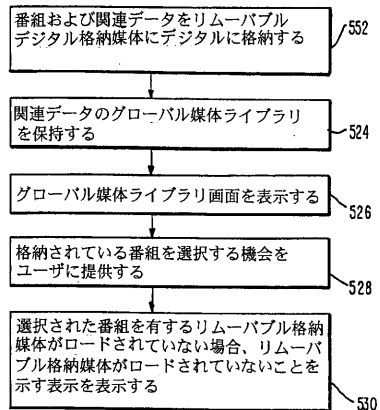 番組および関連データをリムーバブル
デジタル格納媒体にデジタルに格納する
552
関連データのグローバル媒体ライブラリ
を保持する
524
グローバル媒体ライブラリ画面を表示する
526
格納されている番組を選択する機会を
ユーザに提供する
528
選択された番組を有するリムーバブル格納
媒体がロードされていない場合、リムーバ
ブル格納媒体がロードされていないことを
示す表示を表示する
530